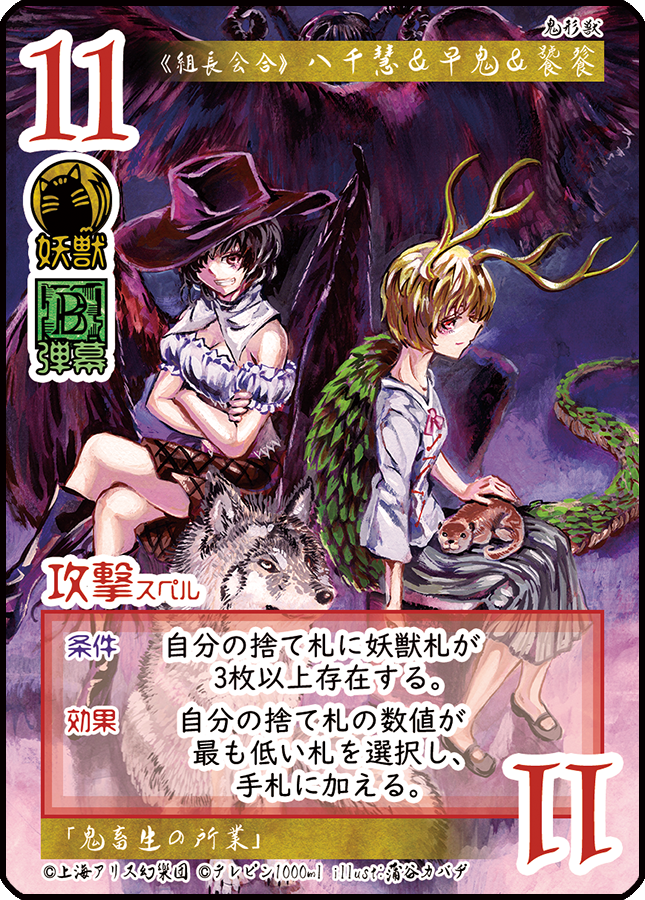 鬼形獣
11
《組長会合》八千慧&早鬼&饕餮
妖獣
B
弾幕
攻撃スペル
条件 自分の捨て札に妖獣札が
3枚以上存在する。
効果 自分の捨て札の数値が
最も低い札を選択し、
手札に加える。
11
「鬼畜生の所業」
©上海アリス幻樂団 ©テレビン1000ml illust:蒲谷カバヂ